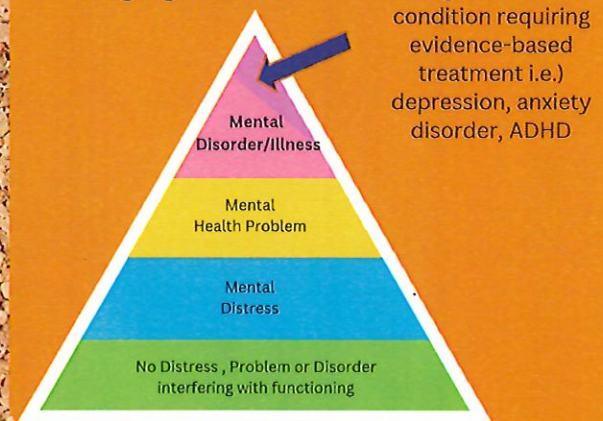 condition requiring
evidence-based
treatment i.e.)
depression, anxiety
disorder, ADHD
Mental
Disorder/Illness
Mental
Health Problem
Mental
Distress
No Distress , Problem or Disorder
interfering with functioning